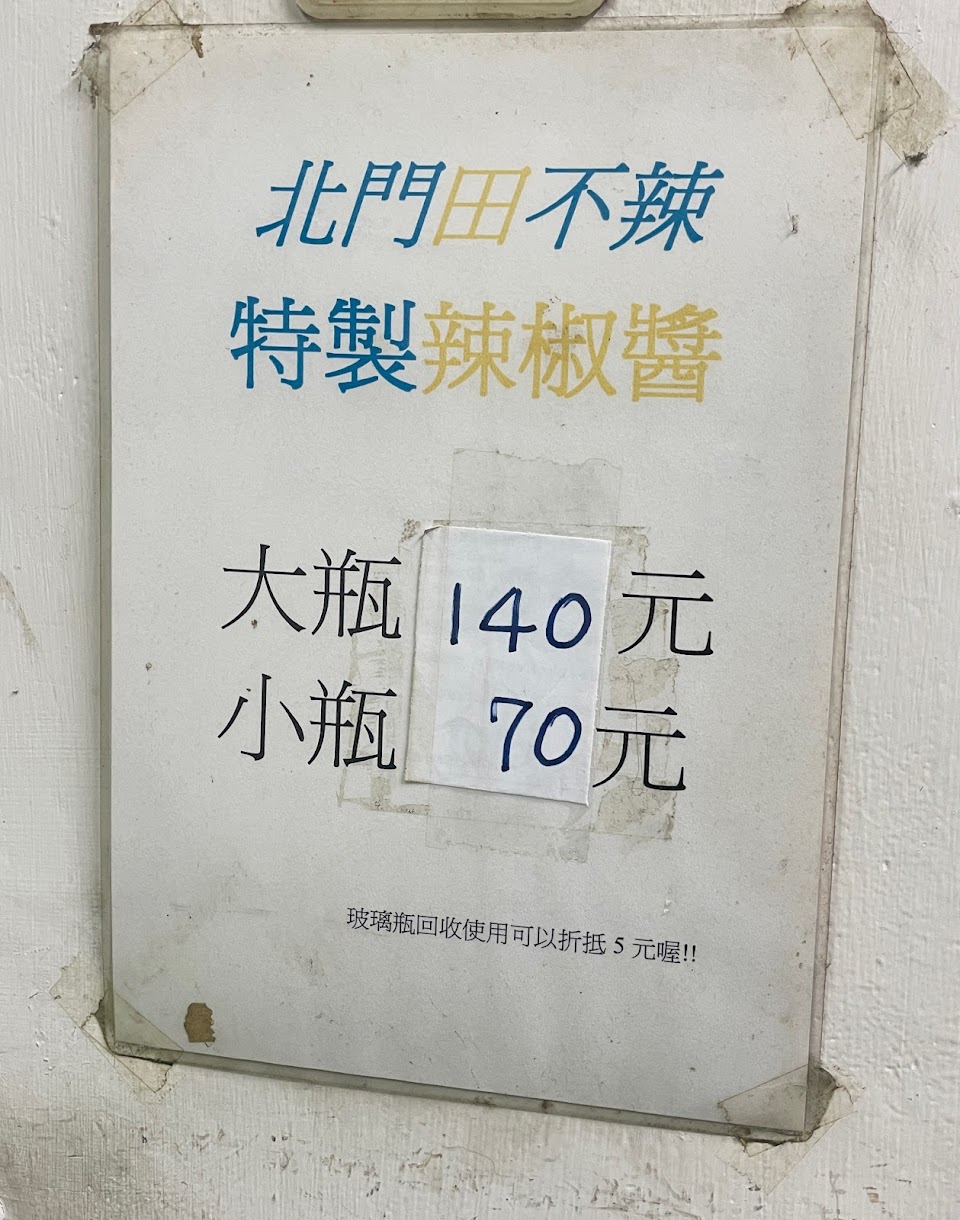 北門田不辣
特製辣椒醬
大瓶 140 元
小瓶 70 元
玻璃瓶回收使用可以折抵 5 元喔!!